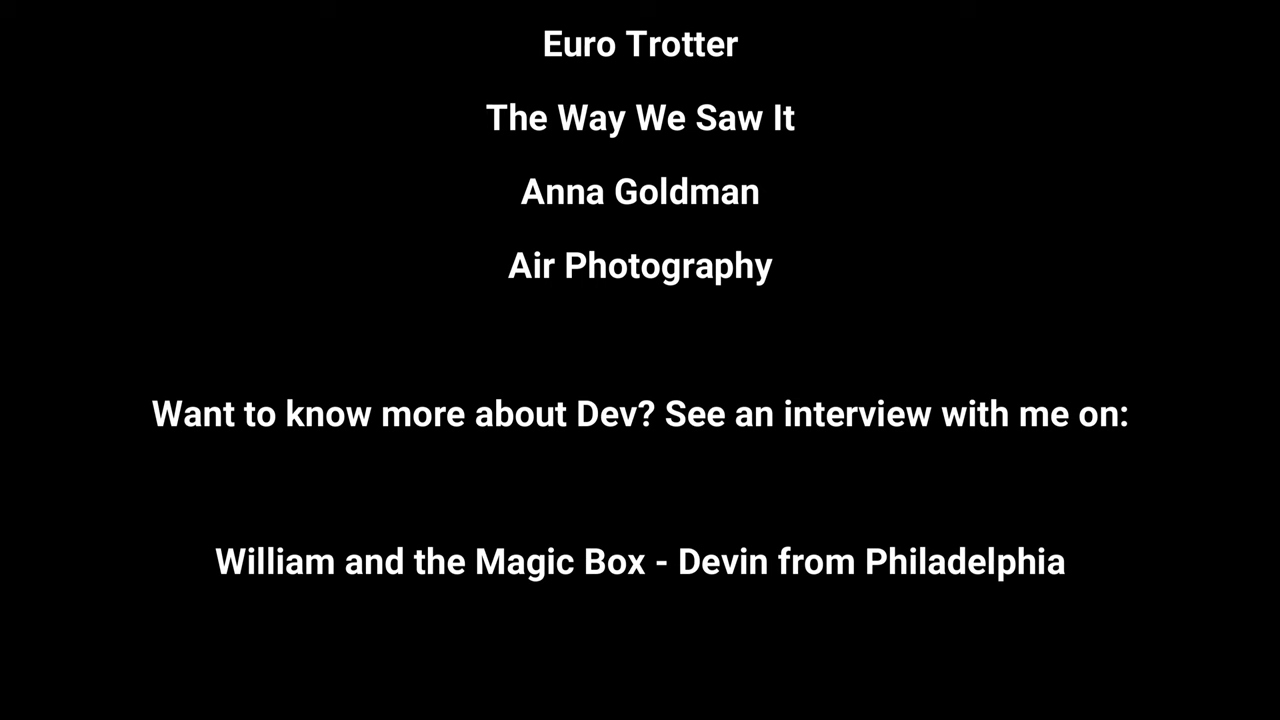 Euro Trotter
The Way We Saw It
Anna Goldman
Air Photography
Want to know more about Dev? See an interview with me on:
William and the Magic Box - Devin from Philadelphia